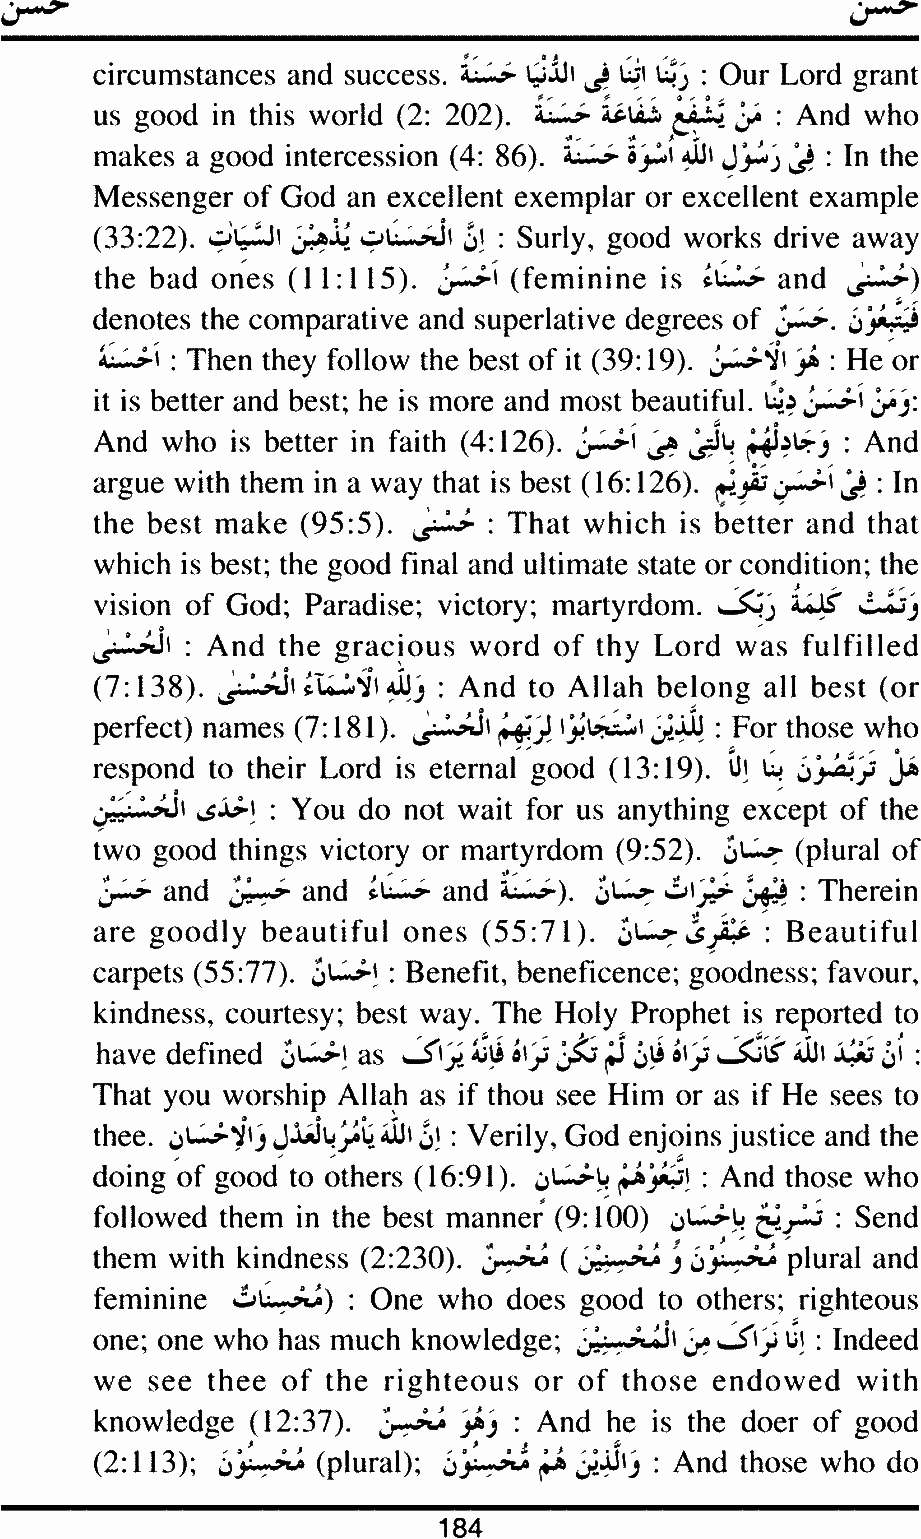 حسن حسن
circumstances and success. رَبَّنَا اٰتِنَا فِی الدُّنْیَا حَسَنَةً : Our Lord grant
us good in this world (2: 202). مَنْ یَّشْفَعْ شَفَاعَةً حَسَنَةً : And who
makes a good intercession (4: 86). فِیْ رَسُوْلِ اللّٰهِ اُسْوَةٌ حَسَنَةٌ : In the
Messenger of God an excellent exemplar or excellent example
(33:22). اِنَّ الْحَسَنَاتِ یُذْهِبْنَ السَّیِّاٰتِ : Surly, good works drive away
the bad ones (11:115). اَحْسَنُ (feminine is حَسْنَاءُ and حُسْنٰی)
denotes the comparative and superlative degrees of حَسَنٌ. فَیَتَّبِعُوْنَ
اَحْسَنَهٗ : Then they follow the best of it (39:19). هُوَ الْاَحْسَنُ : He or
it is better and best; he is more and most beautiful. وَمَنْ اَحْسَنُ دِیْنًا:
And who is better in faith (4:126). وَجَادِلْهُمْ بِالَّتِیْ هِیَ اَحْسَنُ : And
argue with them in a way that is best (16:126). فِیْ اَحْسَنِ تَقْوِیْمٍ : In
the best make (95:5). حُسْنٰی : That which is better and that
which is best; the good final and ultimate state or condition; the
vision of God; Paradise; victory; martyrdom. وَتَمَّتْ کَلِمَةُ رَبِّکَ
الْحُسْنٰی : And the gracious word of thy Lord was fulfilled
(7:138). وَلِلّٰهِ الْاَسْمَآءُ الْحُسْنٰی : And to Allah belong all best (or
perfect) names (7:181). لِلَّذِیْنَ اسْتَجَابُوْا لِرَبِّهِمُ الْحُسْنٰی : For those who
respond to their Lord is eternal good (13:19). هَلْ تَرَبَّصُوْنَ بِنَا اِلَّا
اِحْدَی الْحُسْنَیَیْنِ : You do not wait for us anything except of the
two good things victory or martyrdom (9:52). حِسَانٌ (plural of
حَسَنٌ and حَسِیْنٌ and حَسْنَاءُ and حَسَنَةٌ). فِیْهِنَّ خَیْرَاتٌ حِسَانٌ : Therein
are goodly beautiful ones (55:71). عَبْقَرِیٍّ حِسَانٍ : Beautiful
carpets (55:77). اِحْسَانٌ : Benefit, beneficence; goodness; favour,
kindness, courtesy; best way. The Holy Prophet is reported to
have defined اِحْسَانٌ as اَنْ تَعْبُدَ اللّٰهَ کَاَنَّکَ تَرَاهُ فَاِنْ لَّمْ تَکُنْ تَرَاهُ فَاِنَّهٗ یَرَاکَ :
That you worship Allah as if thou see Him or as if He sees to
thee. اِنَّ اللّٰهَ یَاْمُرُ بِالْعَدْلِ وَالْاِحْسَانِ : Verily, God enjoins justice and the
doing of good to others (16:91). اِتَّبَعُوْهُمْ بِاِحْسَانٍ : And those who
followed them in the best manner (9:100) تَسْرِیْحٌ بِاِحْسَانٍ : Send
them with kindness (2:230). مُحْسِنٌ ( مُحْسِنِیْنَ وَ مُحْسِنُوْنَ plural and
feminine مُحْسِنَاتٌ) : One who does good to others; righteous
one; one who has much knowledge; اِنَّا نَرَاکَ مِنَ الْمُحْسِنِیْنَ : Indeed
we see thee of the righteous or of those endowed with
knowledge (12:37). وَهُوَ مُحْسِنٌ : And he is the doer of good
(2:113); مُحْسِنُوْنَ (plural); وَالَّذِیْنَ هُمْ مُّحْسِنُوْنَ : And those who do
184